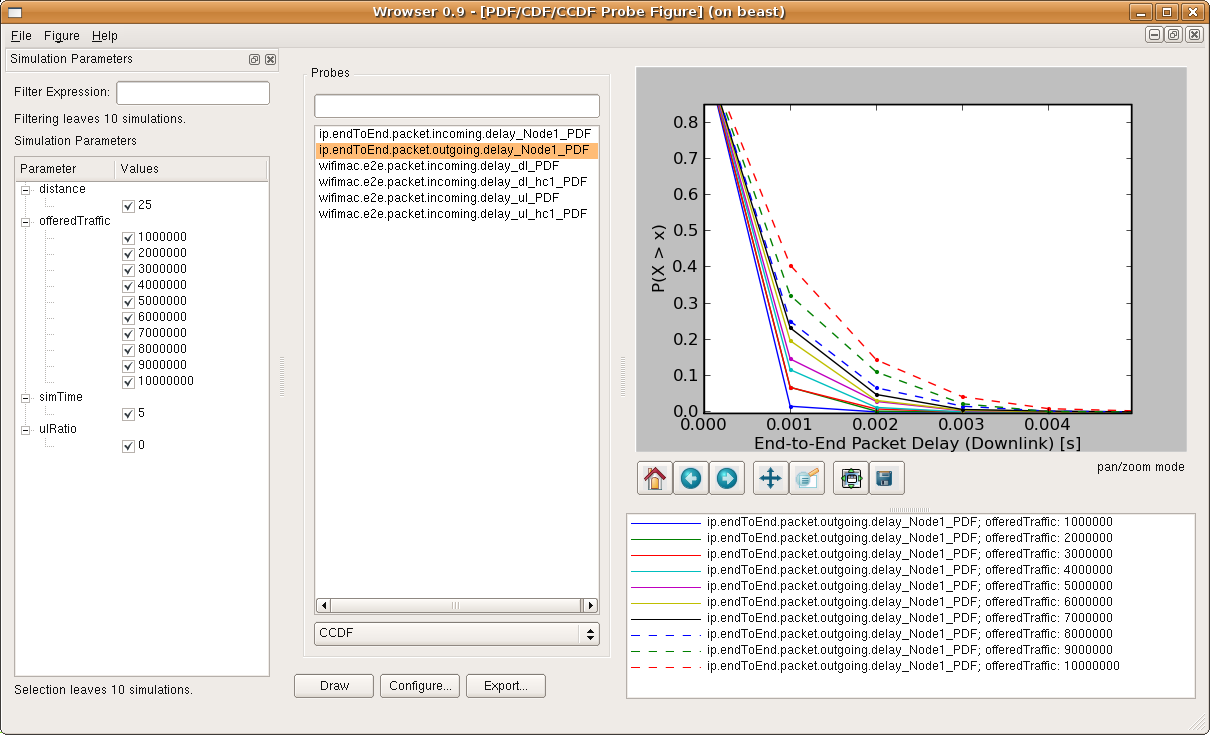 Wrowser 0.9 - [PDF/CDF/CCDF Probe Figure] (on beast)
File Figure Help
Simulation Parameters
Filter Expression:
Filtering leaves 10 simulations.
Simulation Parameters
Parameter Values
distance
25
offeredTraffic
1000000
2000000
3000000
4000000
5000000
6000000
7000000
8000000
9000000
10000000
simTime
5
ulRatio
0
Selection leaves 10 simulations.
Probes
ip.endToEnd.packet.incoming.delay_Node1_PDF
ip.endToEnd.packet.outgoing.delay_Node1_PDF
wifimac.e2e.packet.incoming.delay_dl_PDF
wifimac.e2e.packet.incoming.delay_dl_hc1_PDF
wifimac.e2e.packet.incoming.delay_ul_PDF
wifimac.e2e.packet.incoming.delay_ul_hc1_PDF
CCDF
Draw Configure... Export...
P(X > x)
0.8
0.7
0.6
0.5
0.4
0.3
0.2
0.1
0.0
0.000 0.001 0.002 0.003 0.004
End-to-End Packet Delay (Downlink) [s]
pan/zoom mode
ip.endToEnd.packet.outgoing.delay_Node1_PDF; offeredTraffic: 1000000
ip.endToEnd.packet.outgoing.delay_Node1_PDF; offeredTraffic: 2000000
ip.endToEnd.packet.outgoing.delay_Node1_PDF; offeredTraffic: 3000000
ip.endToEnd.packet.outgoing.delay_Node1_PDF; offeredTraffic: 4000000
ip.endToEnd.packet.outgoing.delay_Node1_PDF; offeredTraffic: 5000000
ip.endToEnd.packet.outgoing.delay_Node1_PDF; offeredTraffic: 6000000
ip.endToEnd.packet.outgoing.delay_Node1_PDF; offeredTraffic: 7000000
ip.endToEnd.packet.outgoing.delay_Node1_PDF; offeredTraffic: 8000000
ip.endToEnd.packet.outgoing.delay_Node1_PDF; offeredTraffic: 9000000
ip.endToEnd.packet.outgoing.delay_Node1_PDF; offeredTraffic: 10000000